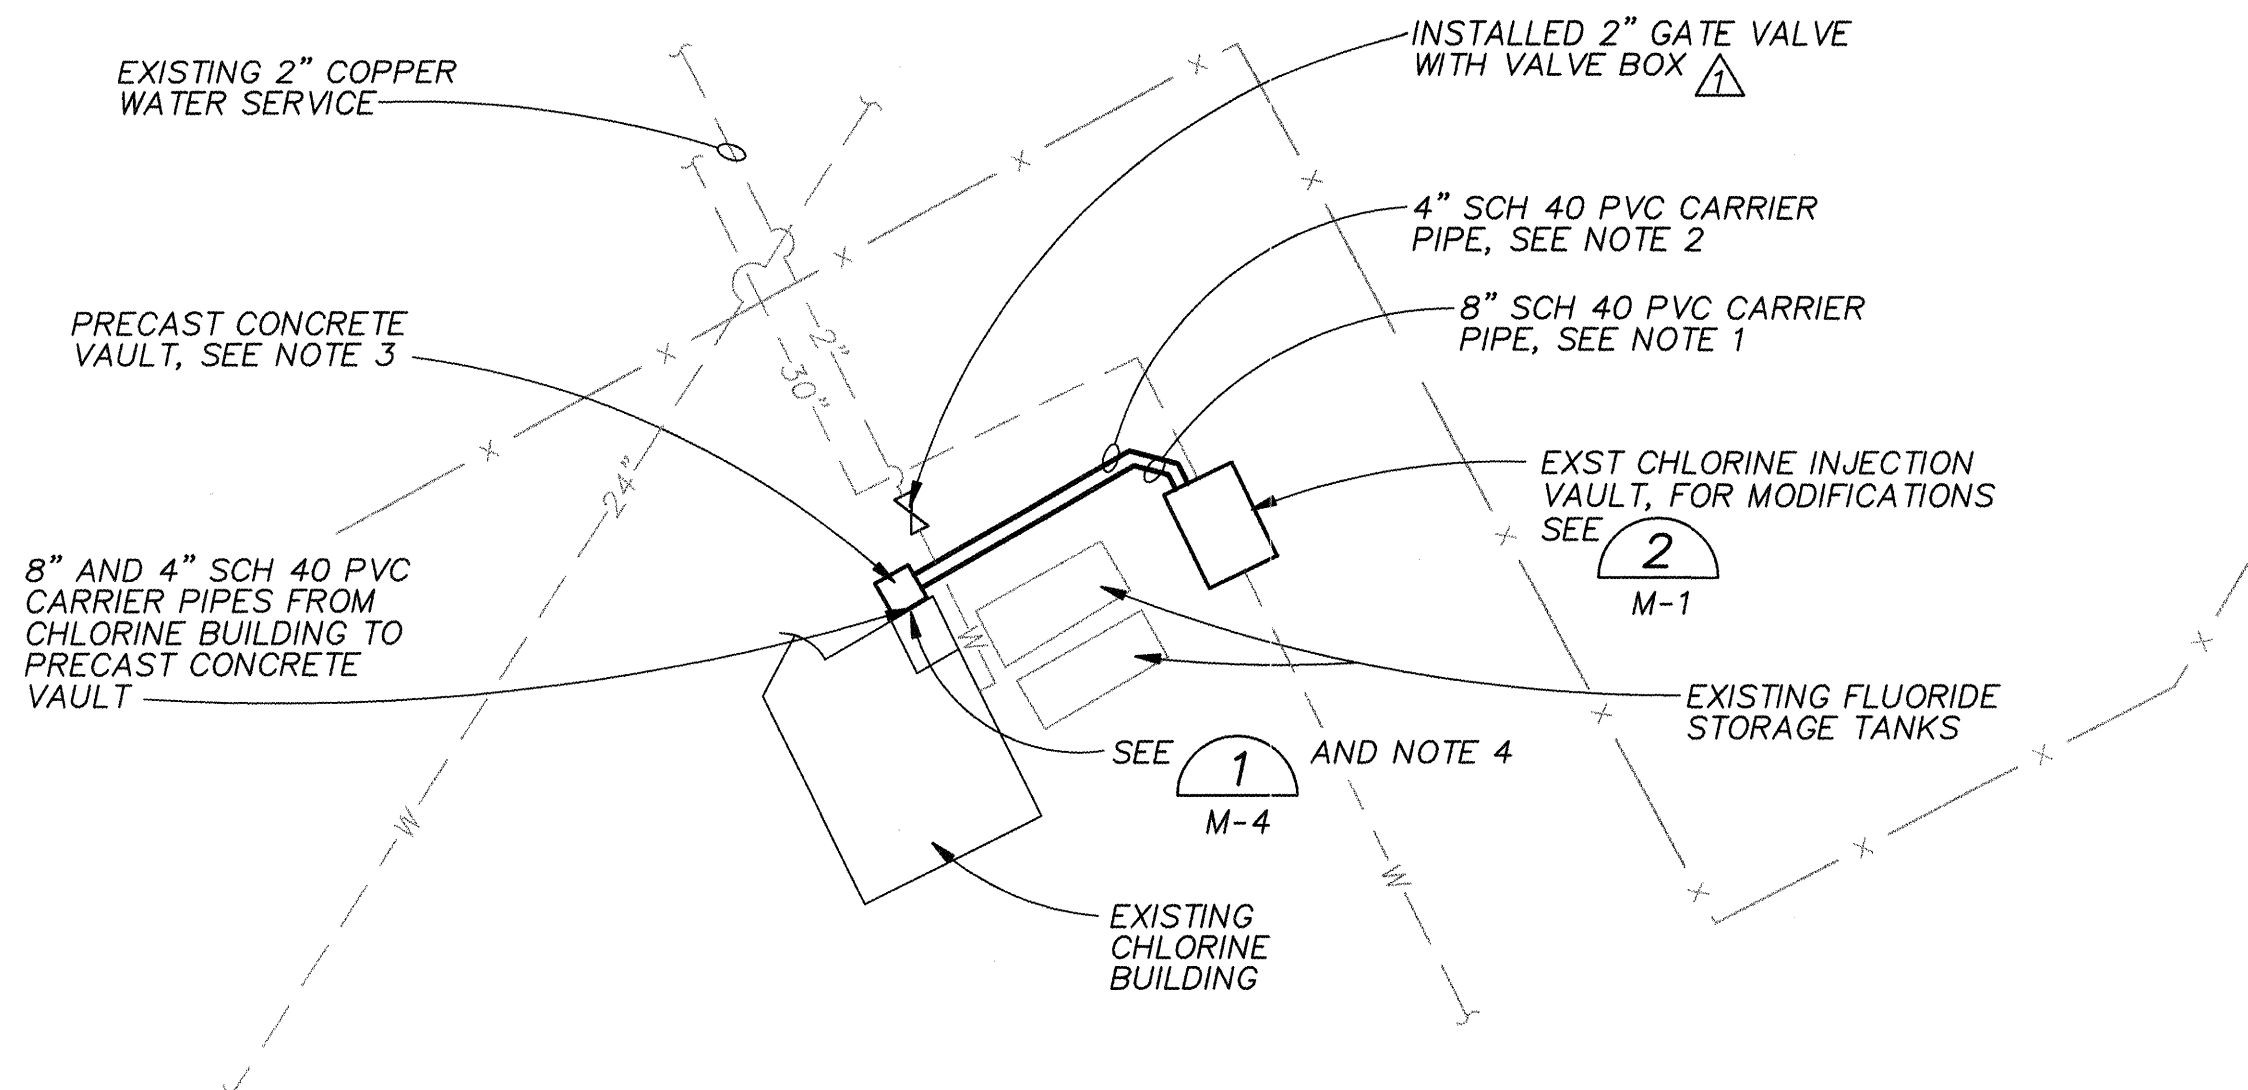 INSTALLED 2” GATE VALVE
WITH VALVE BOX 1
EXISTING 2” COPPER
WATER SERVICE
4” SCH 40 PVC CARRIER
PIPE, SEE NOTE 2
8” SCH 40 PVC CARRIER
PIPE, SEE NOTE 1
PRECAST CONCRETE
VAULT, SEE NOTE 3
2”
30”
24”
EXST CHLORINE INJECTION
VAULT, FOR MODIFICATIONS
SEE 2
M-1
8” AND 4” SCH 40 PVC
CARRIER PIPES FROM
CHLORINE BUILDING TO
PRECAST CONCRETE
VAULT
W
EXISTING FLUORIDE
STORAGE TANKS
SEE 1 AND NOTE 4
M-4
W
W
EXISTING
CHLORINE
BUILDING